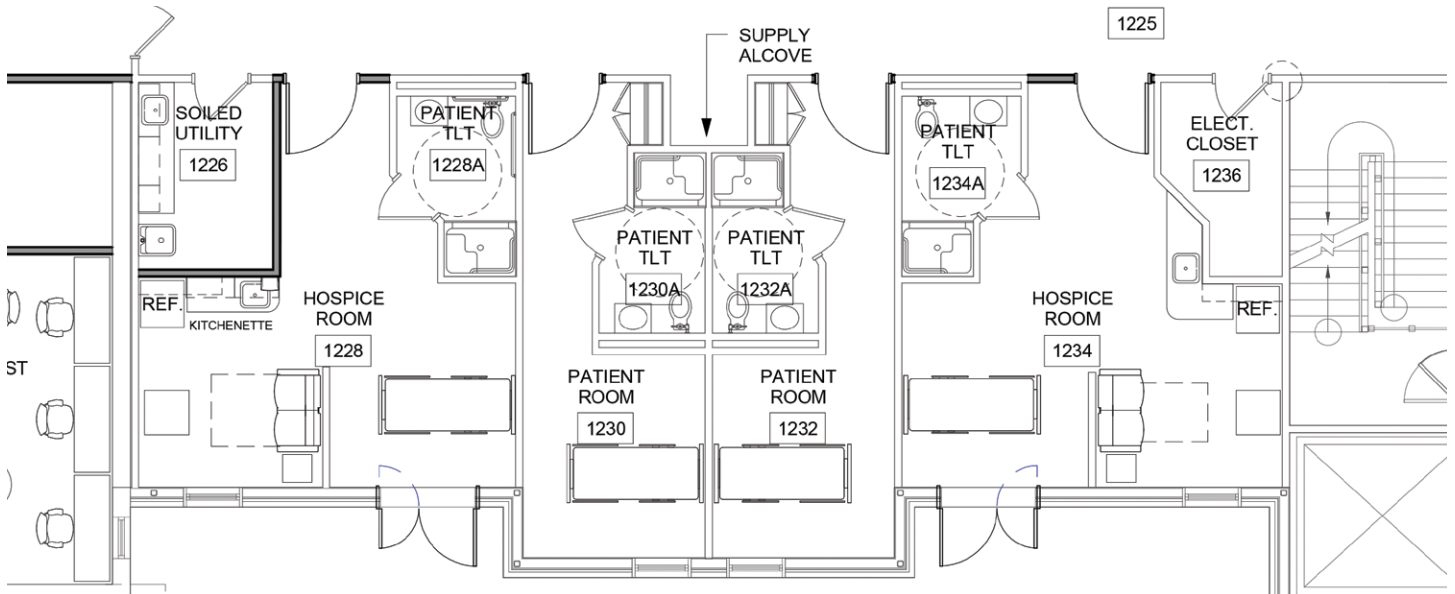 1225
SUPPLY
ALCOVE
SOILED
UTILITY
1226
PATIENT
TLT
1228A
PATIENT
TLT
1234A
ELECT.
CLOSET
1236
PATIENT
TLT
1230A
PATIENT
TLT
1232A
REF.
KITCHENETTE
HOSPICE
ROOM
1228
HOSPICE
ROOM
1234
REF.
ST
PATIENT
ROOM
1230
PATIENT
ROOM
1232